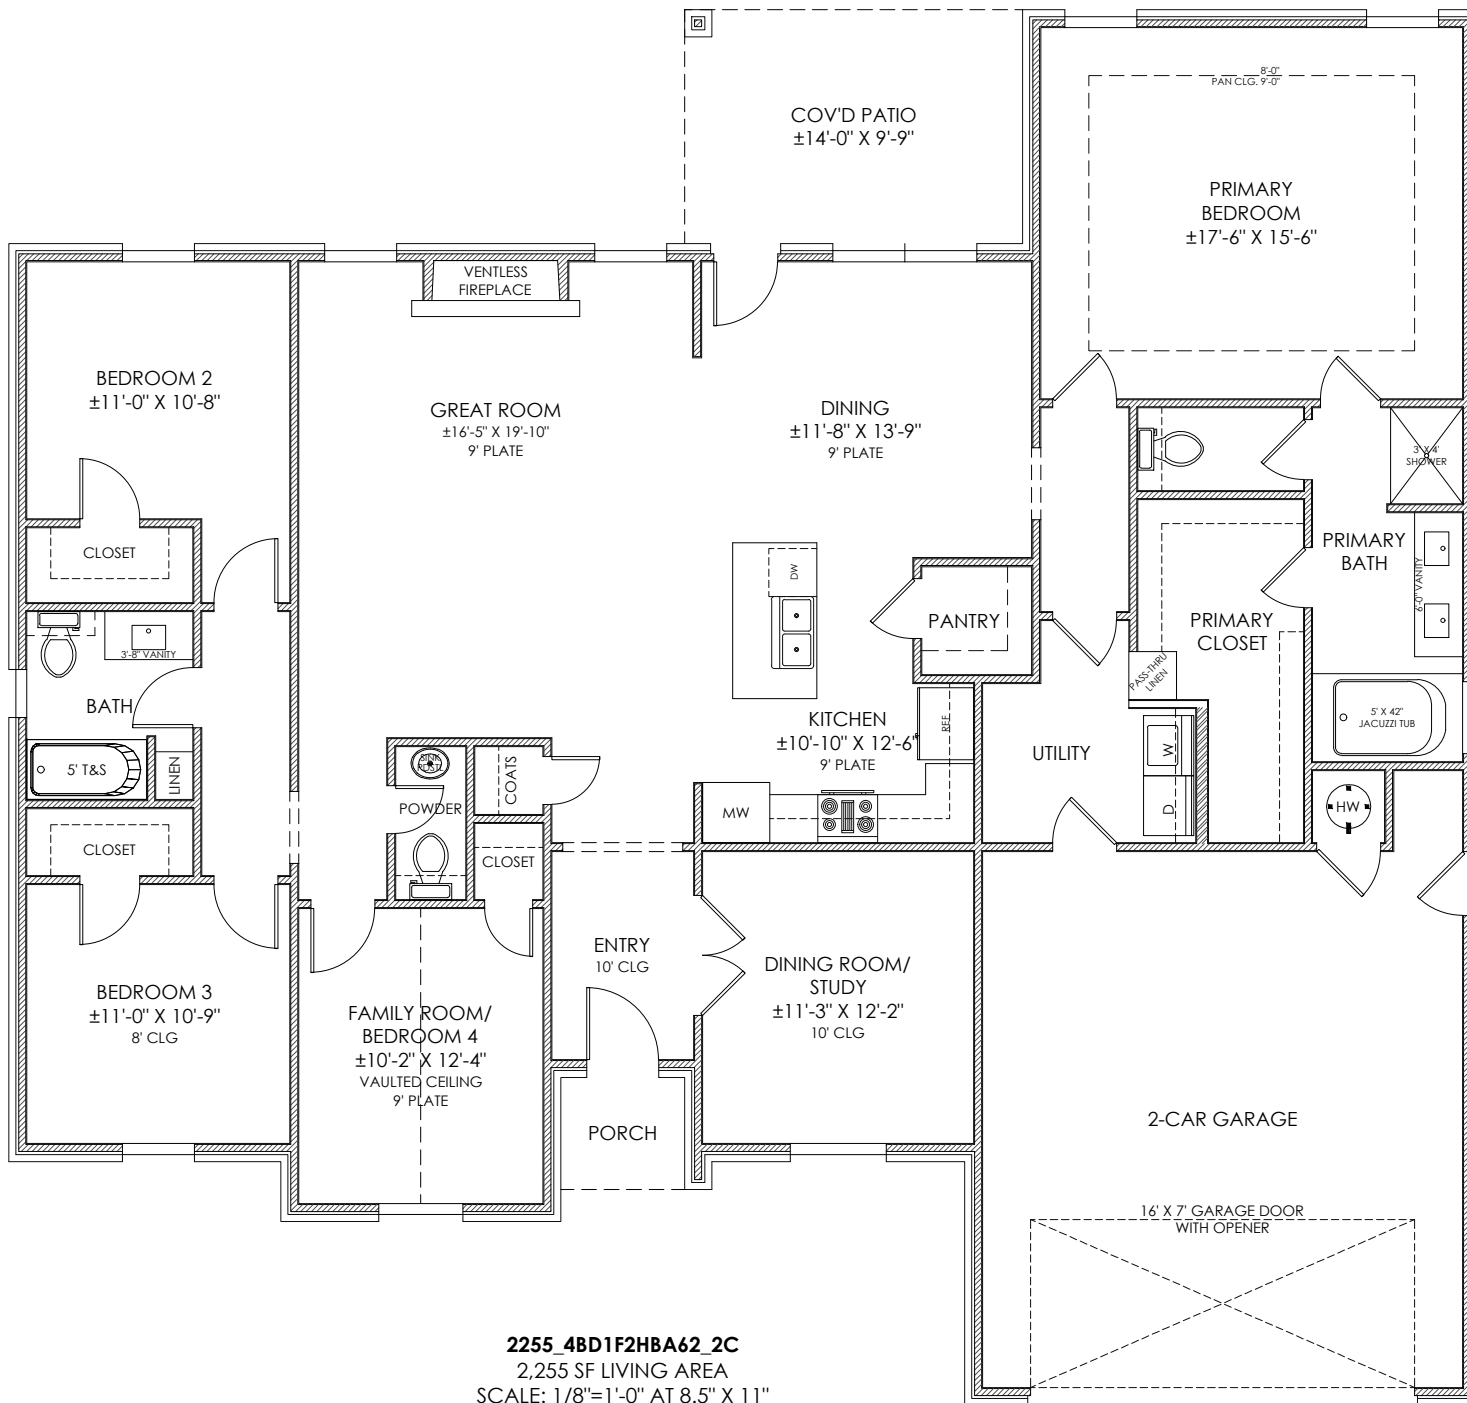 8'-0"
PAN CLG. 9'-0"
COV'D PATIO
±14'-0" X 9'-9"
PRIMARY
BEDROOM
±17'-6" X 15'-6"
VENTLESS
FIREPLACE
BEDROOM 2
±11'-0" X 10'-8"
GREAT ROOM
±16'-5" X 19'-10"
9' PLATE
DINING
±11'-8" X 13'-9"
9' PLATE
3' X 4'
SHOWER
CLOSET
DW
PRIMARY
BATH
6'-0" VANITY
PANTRY
PRIMARY
CLOSET
3'-8" VANITY
PASS-THRU
LINEN
BATH
KITCHEN
±10'-10" X 12'-6"
9' PLATE
REF
5' X 42"
JACUZZI TUB
UTILITY
W
5' T&S
LINEN
SINK
PDSTL
COATS
POWDER
MW
D
HW
CLOSET
CLOSET
ENTRY
10' CLG
DINING ROOM/
STUDY
±11'-3" X 12'-2"
10' CLG
BEDROOM 3
±11'-0" X 10'-9"
8' CLG
FAMILY ROOM/
BEDROOM 4
±10'-2" X 12'-4"
VAULTED CEILING
9' PLATE
PORCH
2-CAR GARAGE
16' X 7' GARAGE DOOR
WITH OPENER
2255_4BD1F2HBA62_2C
2,255 SF LIVING AREA
SCALE: 1/8"=1'-0" AT 8.5" X 11"